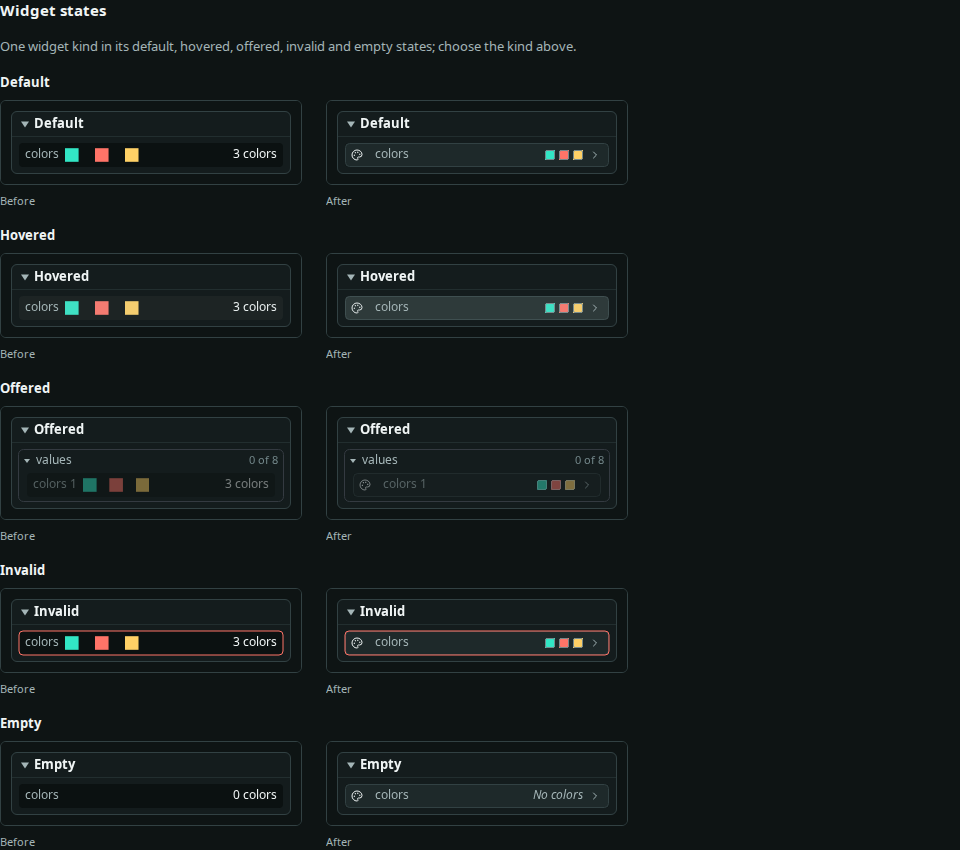 Widget states
One widget kind in its default, hovered, offered, invalid and empty states; choose the kind above.
Default
Default
colors 3 colors
Before
Default
colors
After
Hovered
Hovered
colors 3 colors
Before
Hovered
colors
After
Offered
Offered
values 0 of 8
colors 1 3 colors
Before
Offered
values 0 of 8
colors 1
After
Invalid
Invalid
colors 3 colors
Before
Invalid
colors
After
Empty
Empty
colors 0 colors
Before
Empty
colors No colors
After